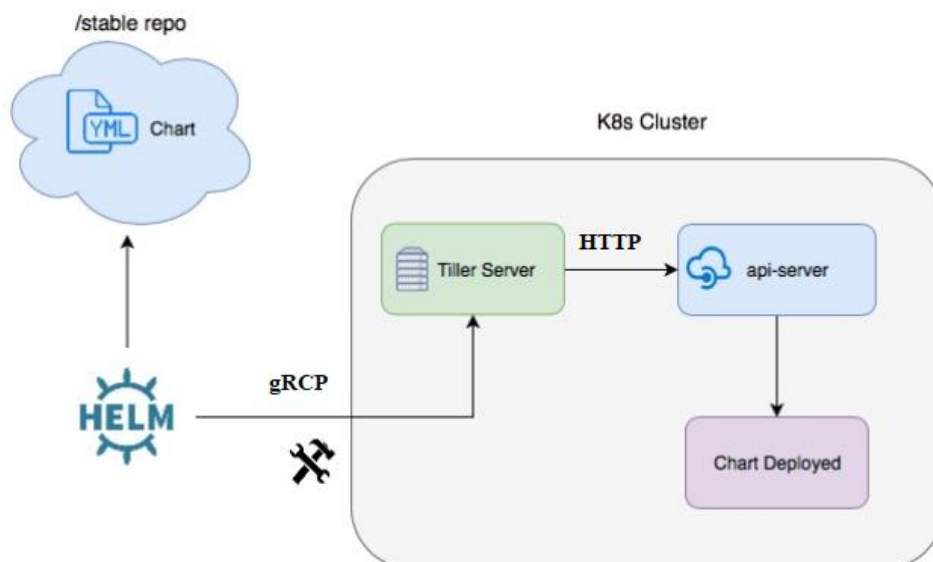 /stable repo
YML
Chart
K8s Cluster
Tiller Server
HTTP
api-server
HELM
gRCP
Chart Deployed